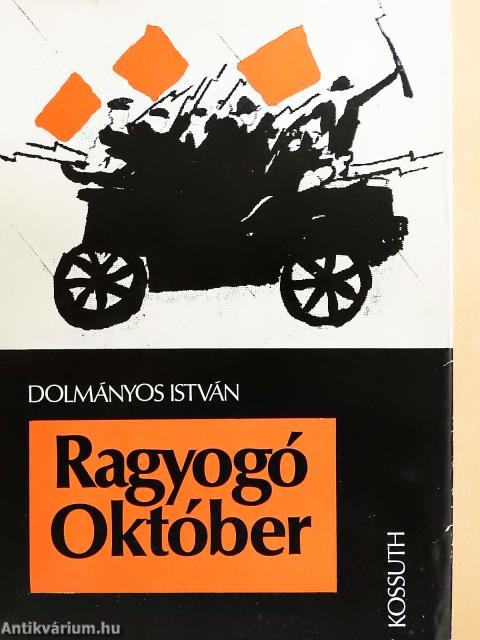 DOLMÁNYOS ISTVÁN
Ragyogó
Október
KOSSUTH
Antikvárium.hu